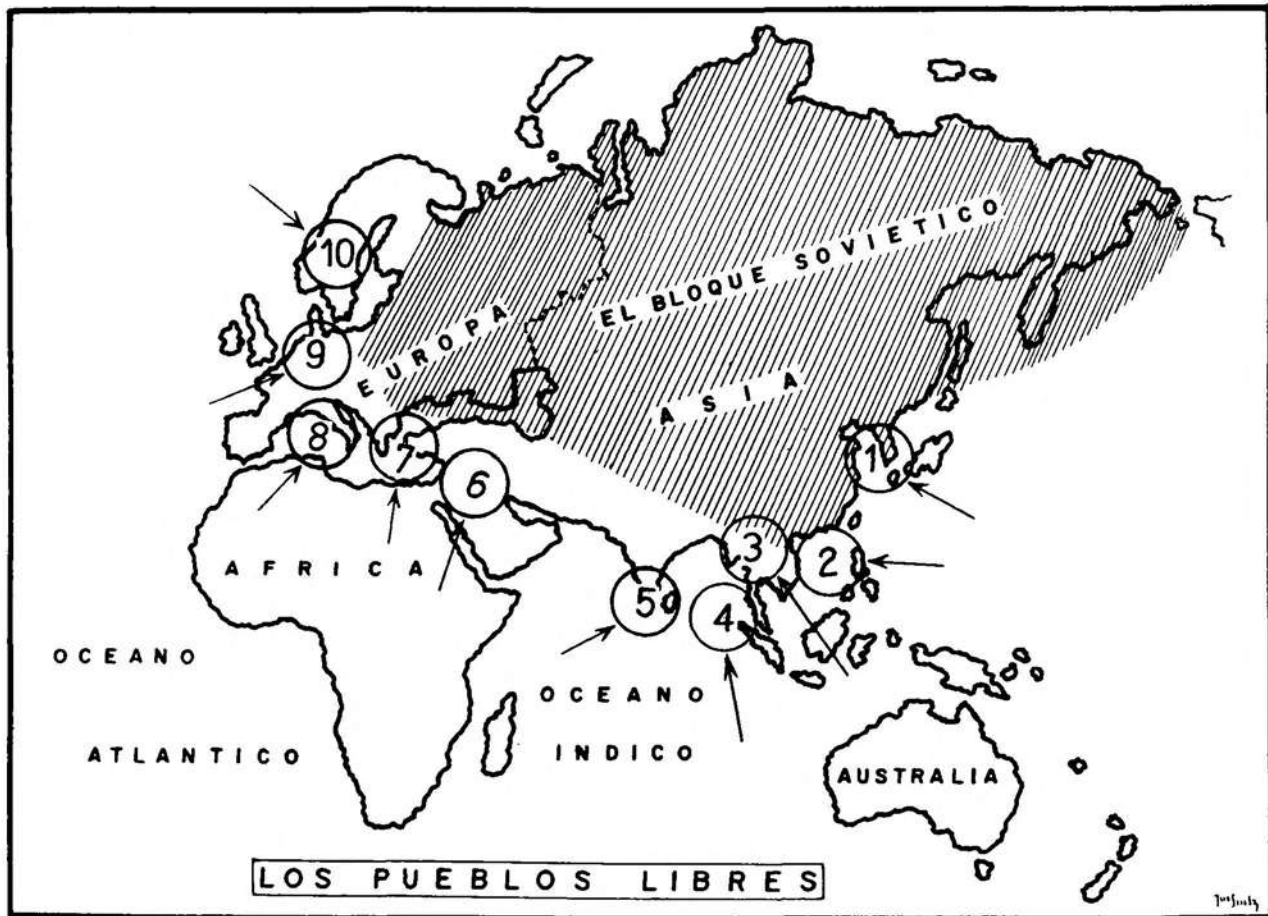 EL BLOQUE SOVIETICO
EUROPA
ASIA
10
9
8
7
6
1
2
3
4
5
AFRICA
OCEANO
ATLANTICO
OCEANO
INDICO
AUSTRALIA
LOS PUEBLOS LIBRES